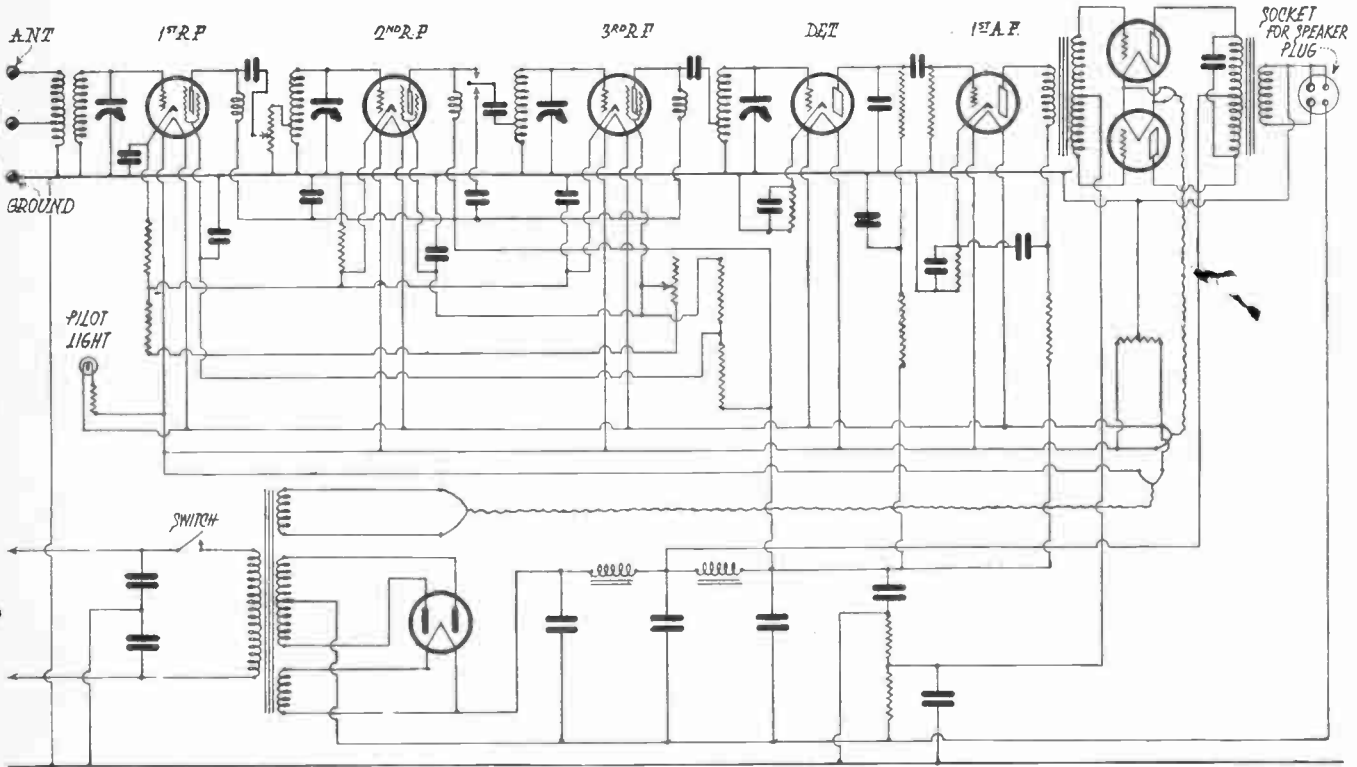 ANT
1ST R.F.
2ND R.F.
3RD R.F.
DET
1ST A.F.
SOCKET
FOR SPEAKER
PLUG
GROUND
PILOT
LIGHT
SWITCH